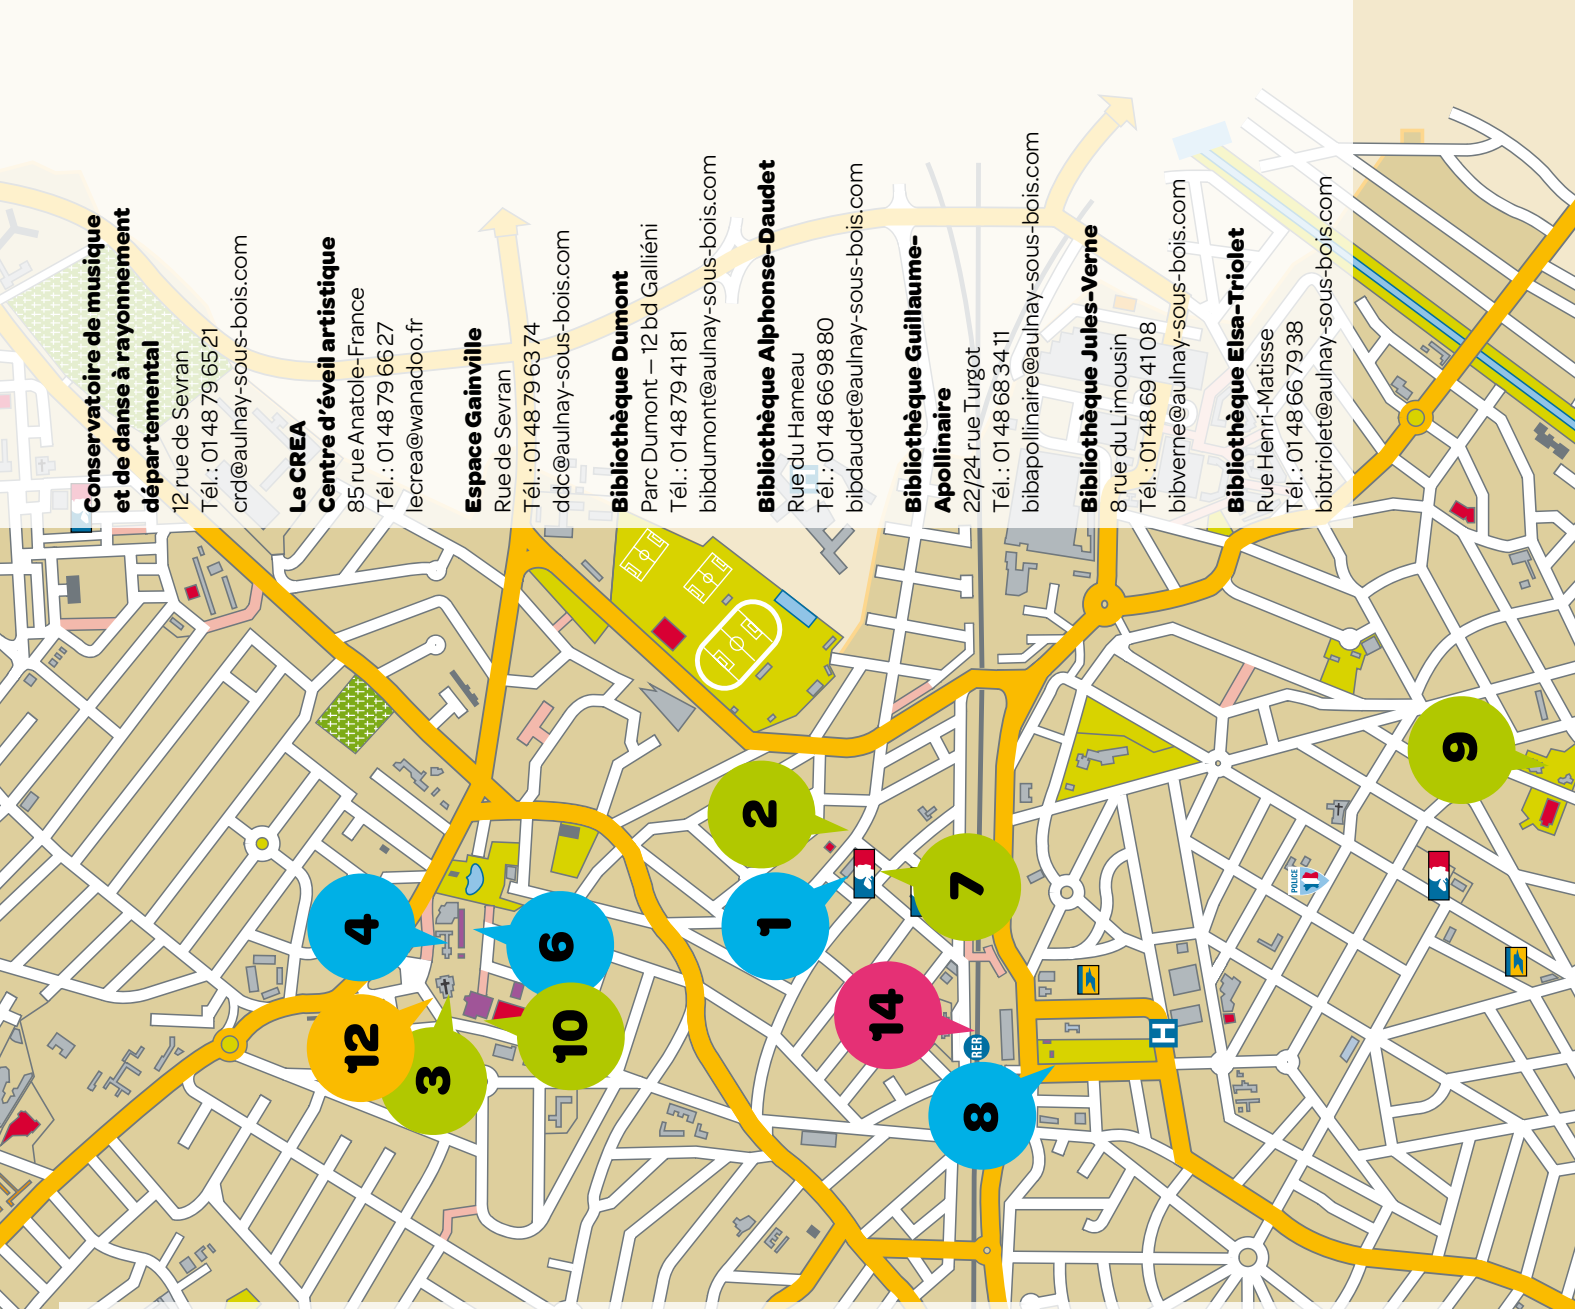 Conservatoire de musique
et de danse à rayonnement
départemental
12 rue de Sevran
Tél. : 01 48 79 65 21
crd@aulnay-sous-bois.com
Le CREA
Centre d'éveil artistique
85 rue Anatole-France
Tél. : 01 48 79 66 27
lecrea@wanadoo.fr
Espace Gainville
Rue de Sevran
Tél. : 01 48 79 63 74
ddc@aulnay-sous-bois.com
Bibliothèque Dumont
Parc Dumont – 12 bd Galliéni
Tél. : 01 48 79 41 81
bibdumont@aulnay-sous-bois.com
Bibliothèque Alphonse-Daudet
Rue du Hameau
Tél. : 01 48 66 98 80
bibdaudet@aulnay-sous-bois.com
Bibliothèque Guillaume-
Apollinaire
22/24 rue Turgot
Tél. : 01 48 68 34 11
bibapollinaire@aulnay-sous-bois.com
Bibliothèque Jules-Verne
8 rue du Limousin
Tél. : 01 48 69 41 08
bibverne@aulnay-sous-bois.com
Bibliothèque Elsa-Triolet
Rue Henri-Matisse
Tél. : 01 48 66 79 38
bibtriolet@aulnay-sous-bois.com
4
12
3
6
10
2
1
14
7
RER
8
H
POLICE
9